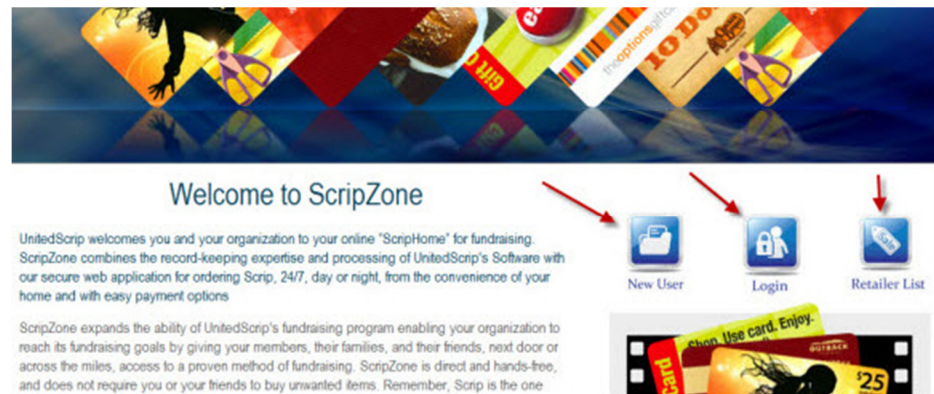 Gift
theoptionsgiftca
10 Do
Welcome to ScripZone
UnitedScrip welcomes you and your organization to your online "ScripHome" for fundraising.
ScripZone combines the record-keeping expertise and processing of UnitedScrip's Software with
our secure web application for ordering Scrip, 24/7, day or night, from the convenience of your
home and with easy payment options
ScripZone expands the ability of UnitedScrip's fundraising program enabling your organization to
reach its fundraising goals by giving your members, their families, and their friends, next door or
across the miles, access to a proven method of fundraising. ScripZone is direct and hands-free,
and does not require you or your friends to buy unwanted items. Remember, Scrip is the one
Sale
New User
Login
Retailer List
Shop. Use card. Enjoy.
Card
OUTBACK
$25